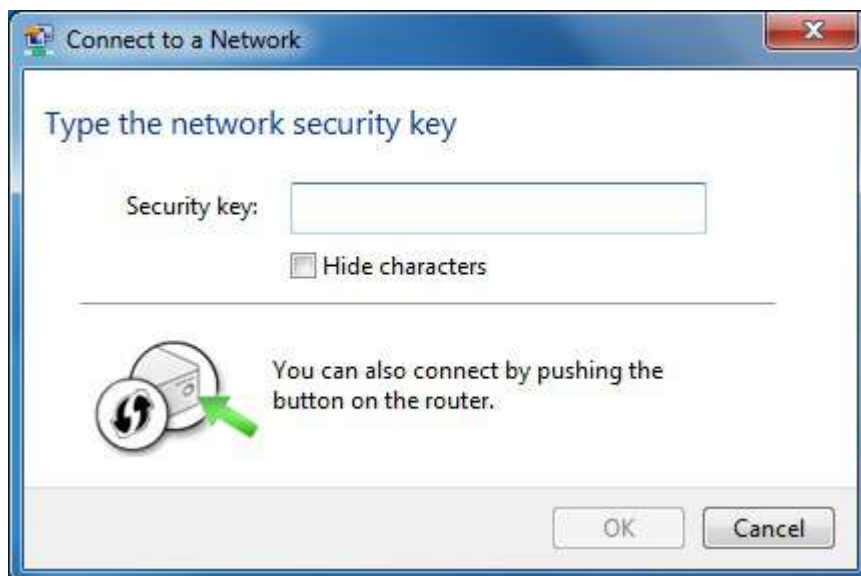 Connect to a Network
Type the network security key
Security key:
Hide characters
You can also connect by pushing the
button on the router.
OK
Cancel